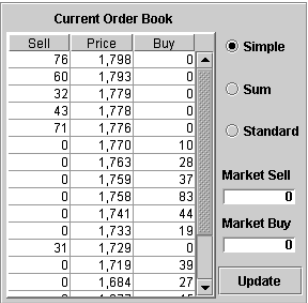 Current Order Book
Sell Price Buy
76 1,798 0
60 1,793 0
32 1,779 0
43 1,778 0
71 1,776 0
0 1,770 10
0 1,763 28
0 1,759 37
0 1,758 83
0 1,741 44
0 1,733 19
31 1,729 0
0 1,719 39
0 1,684 27
Simple
Sum
Standard
Market Sell
0
Market Buy
0
Update